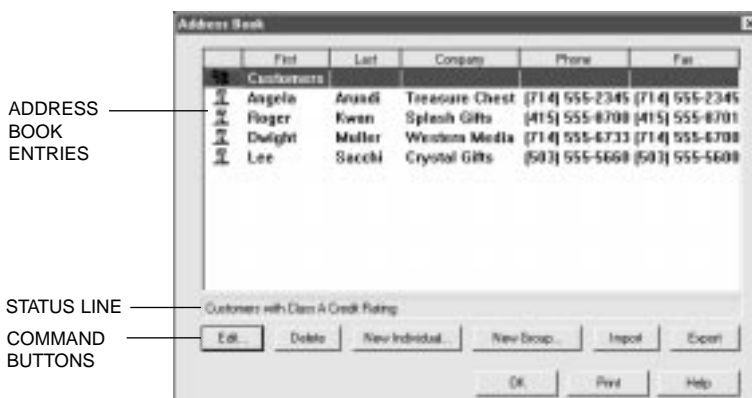 Address Book
First Last Company Phone Fax
Customers
Angela Arundi Treasure Chest (714) 555-2345 (714) 555-2345
Roger Kwan Splash Gifts (415) 555-8700 (415) 555-8701
Dwight Muller Western Media (714) 555-6733 (714) 555-6700
Lee Sacchi Crystal Gifts (503) 555-5660 (503) 555-5600
ADDRESS
BOOK
ENTRIES
STATUS LINE
Customers with Class A Credit Rating
COMMAND
BUTTONS
Edit... Delete New Individual... New Group... Import Export
OK Print Help